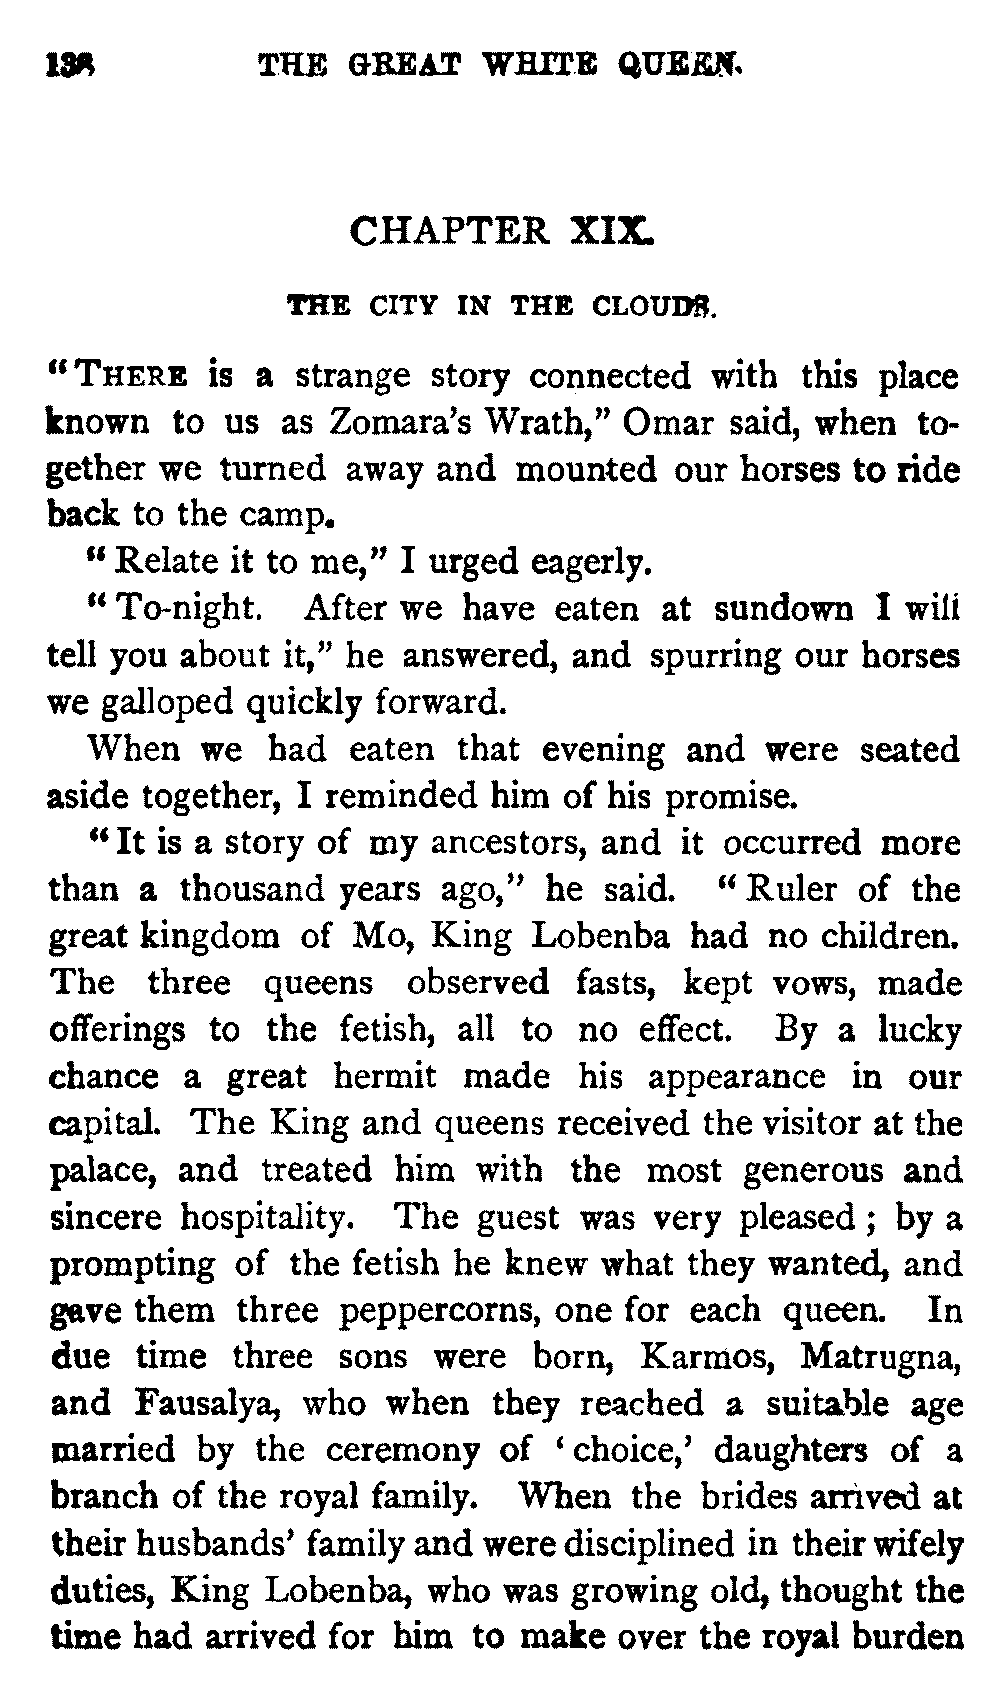 THE GREAT WHITE QUEEN.
CHAPTER XIX.
THE CITY IN THE CLOUDS.
"THERE is a strange story connected with this place
known to us as Zomara's Wrath," Omar said, when to-
gether we turned away and mounted our horses to ride
back to the camp.
"Relate it to me," I urged eagerly.
"To-night. After we have eaten at sundown I will
tell you about it," he answered, and spurring our horses
we galloped quickly forward.
When we had eaten that evening and were seated
aside together, I reminded him of his promise.
"It is a story of my ancestors, and it occurred more
than a thousand years ago," he said. "Ruler of the
great kingdom of Mo, King Lobenba had no children.
The three queens observed fasts, kept vows, made
offerings to the fetish, all to no effect. By a lucky
chance a great hermit made his appearance in our
capital. The King and queens received the visitor at the
palace, and treated him with the most generous and
sincere hospitality. The guest was very pleased; by a
prompting of the fetish he knew what they wanted, and
gave them three peppercorns, one for each queen. In
due time three sons were born, Karmos, Matrugna,
and Fausalya, who when they reached a suitable age
married by the ceremony of 'choice,' daughters of a
branch of the royal family. When the brides arrived at
their husbands' family and were disciplined in their wifely
duties, King Lobenba, who was growing old, thought the
time had arrived for him to make over the royal burden